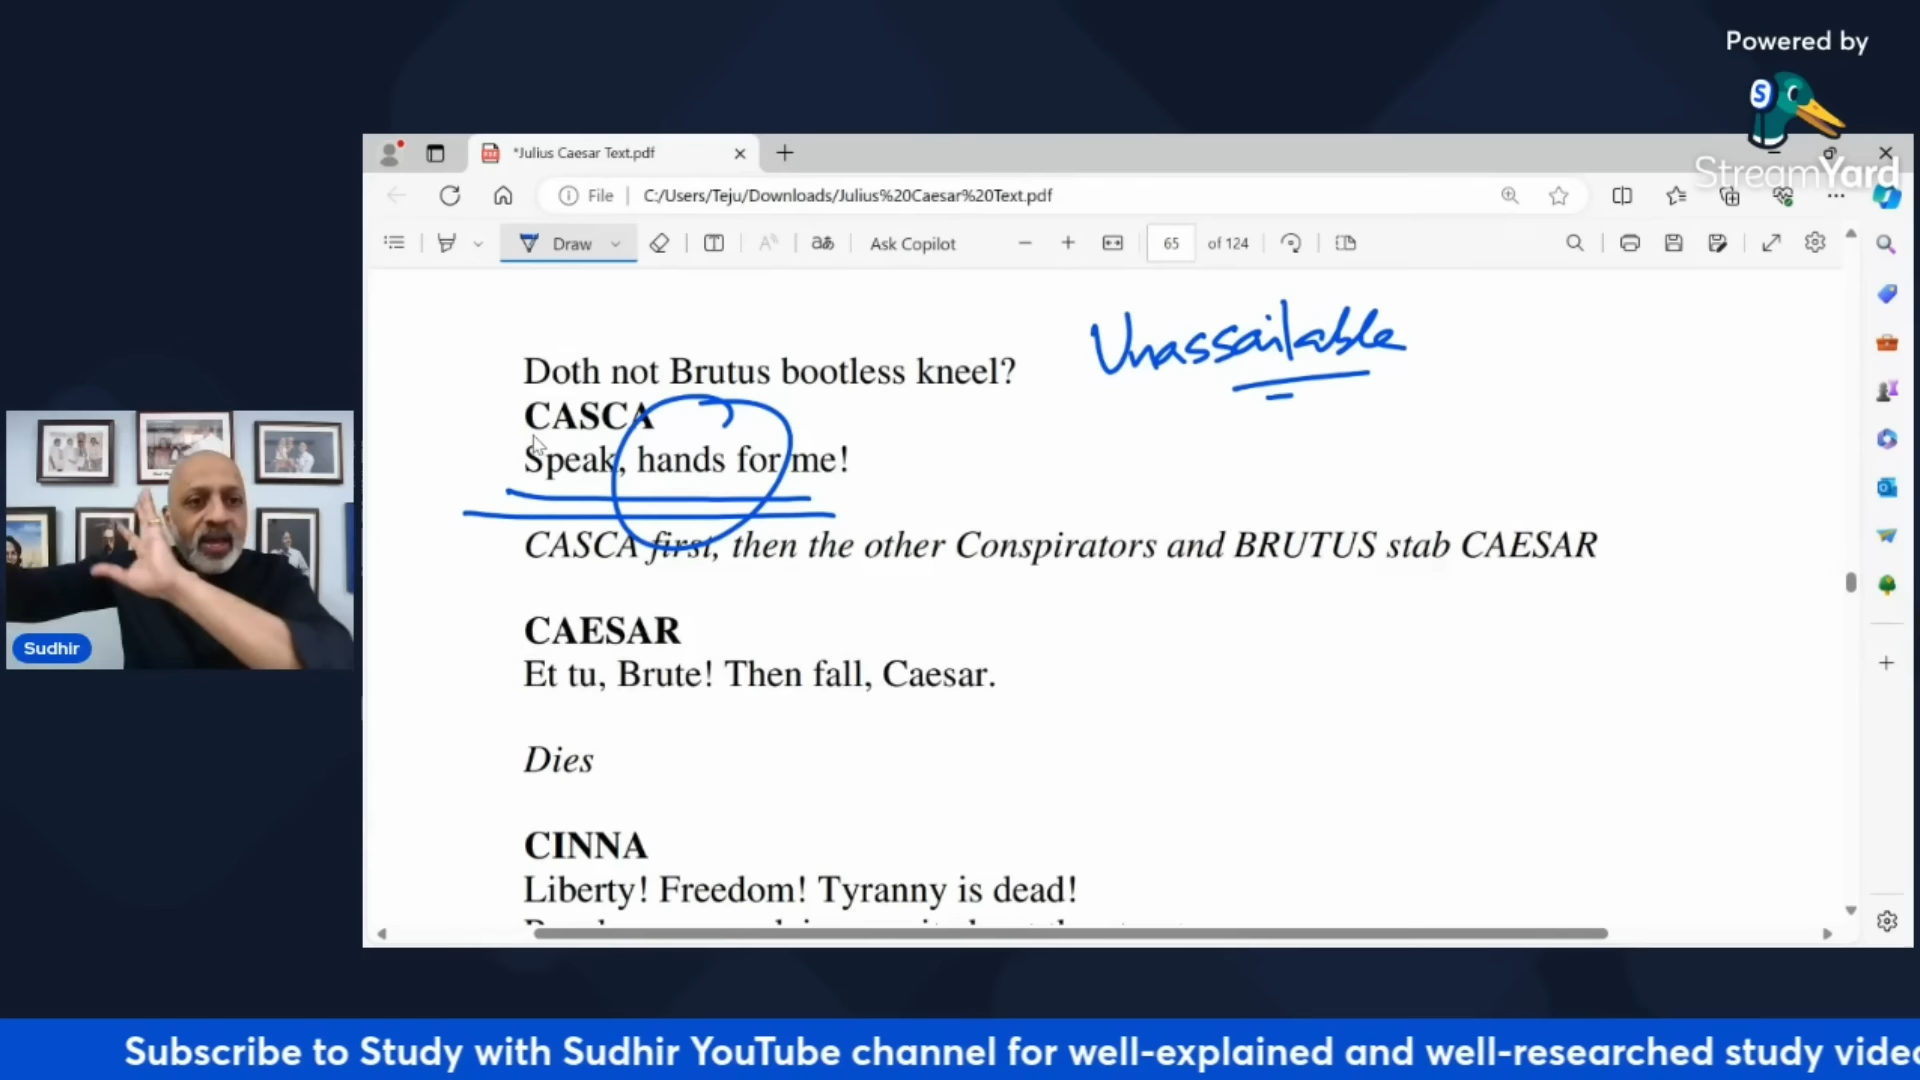 Powered by
StreamYard
*Julius Caesar Text.pdf
File
C:/Users/Teju/Downloads/Julius%20Caesar%20Text.pdf
Draw
aあ
Ask Copilot
65 of 124
Unassailable
Doth not Brutus bootless kneel?
CASCA
Speak, hands for me!
CASCA first, then the other Conspirators and BRUTUS stab CAESAR
CAESAR
Et tu, Brute! Then fall, Caesar.
Dies
CINNA
Liberty! Freedom! Tyranny is dead!
Sudhir
Subscribe to Study with Sudhir YouTube channel for well-explained and well-researched study vide